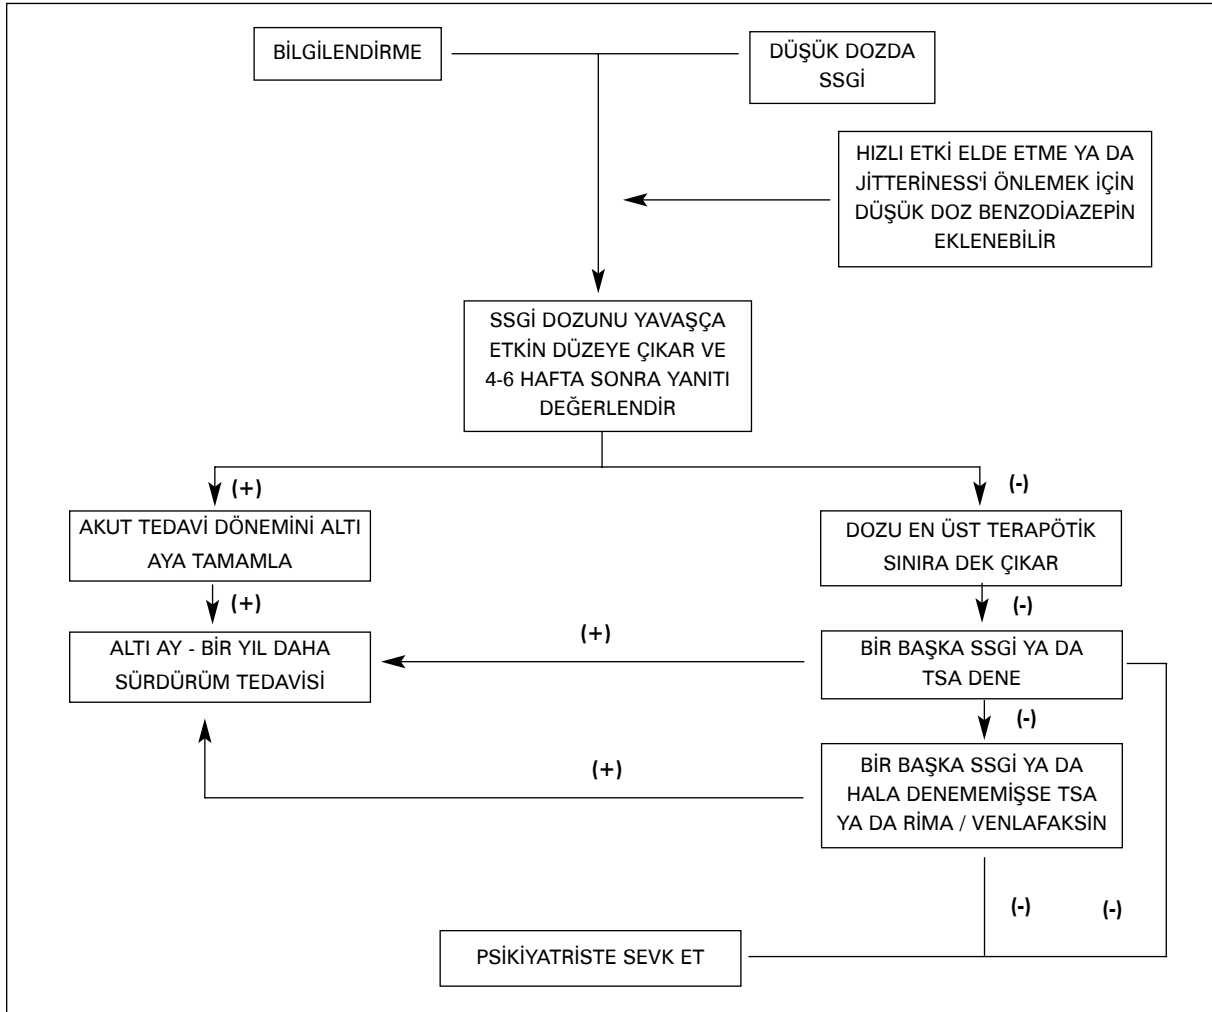 BİLGİLENDİRME
DÜŞÜK DOZDA
SSGİ
HIZLI ETKİ ELDE ETME YA DA
JİTTERINESS'İ ÖNLEMEK İÇİN
DÜŞÜK DOZ BENZODİAZEPİN
EKLENEBİLİR
SSGİ DOZUNU YAVAŞÇA
ETKİN DÜZEYE ÇIKAR VE
4-6 HAFTA SONRA YANITI
DEĞERLENDİR
(+)
(-)
AKUT TEDAVİ DÖNEMİNİ ALTI
AYA TAMAMLA
DOZU EN ÜST TERAPÖTİK
SINIRA DEK ÇIKAR
(+)
(-)
ALTI AY - BİR YIL DAHA
SÜRDÜRÜM TEDAVİSİ
(+)
BİR BAŞKA SSGİ YA DA
TSA DENE
(-)
(+)
BİR BAŞKA SSGİ YA DA
HALA DENEMEMİŞSE TSA
YA DA RİMA / VENLAFAKSİN
(-)
(-)
PSİKİYATRİSTE SEVK ET